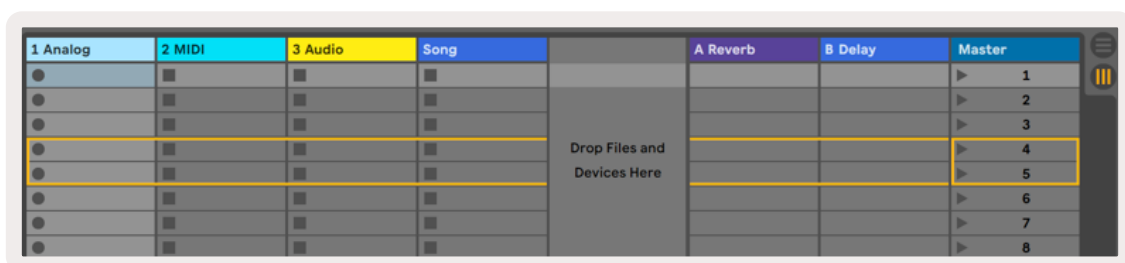 1 Analog 2 MIDI 3 Audio Song A Reverb B Delay Master
1
2
3
Drop Files and 4
Devices Here 5
6
7
8